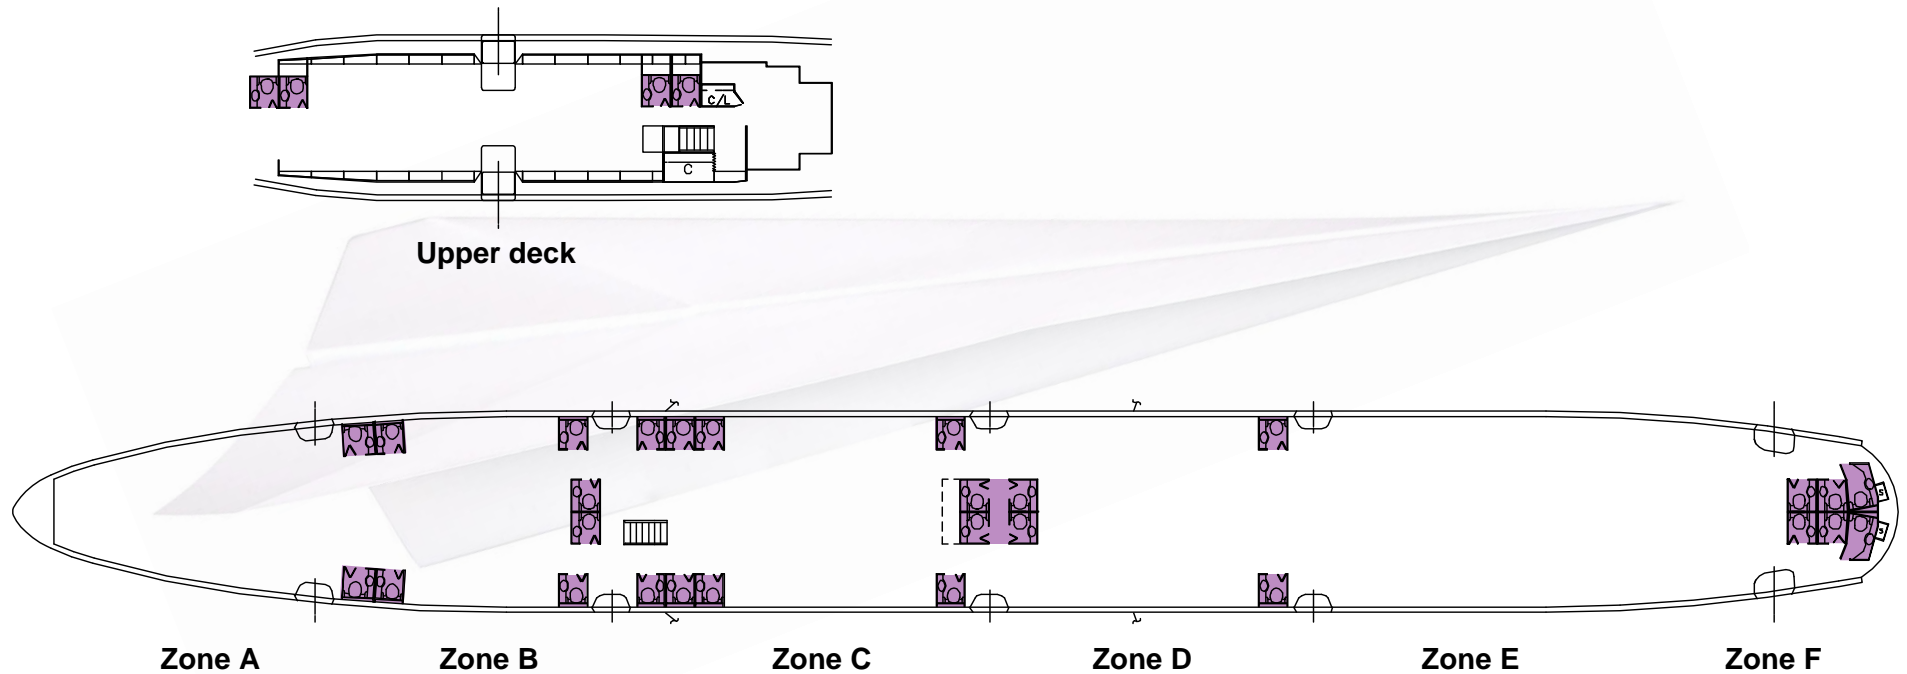 C/L
C
Upper deck
S
S
Zone A Zone B Zone C Zone D Zone E Zone F